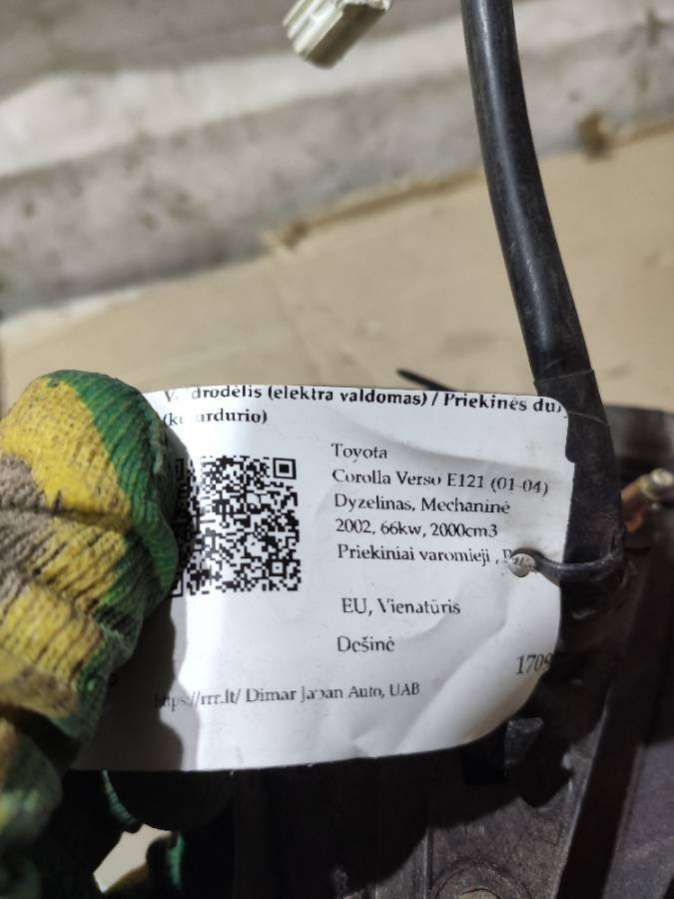 (elektra valdomas) / Priekinės
Toyota
Corolla Verso E121 (01-04)
Dyzelinas, Mechaninė
2002, 66kw, 2000cm3
Priekiniai varomieji ,
EU, Vienatūris
Dešinė
1709
https://rrr.lt/ Dimar Japan Auto, UAB